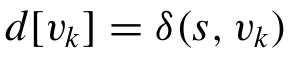 d[v_k] = δ(s, v_k)